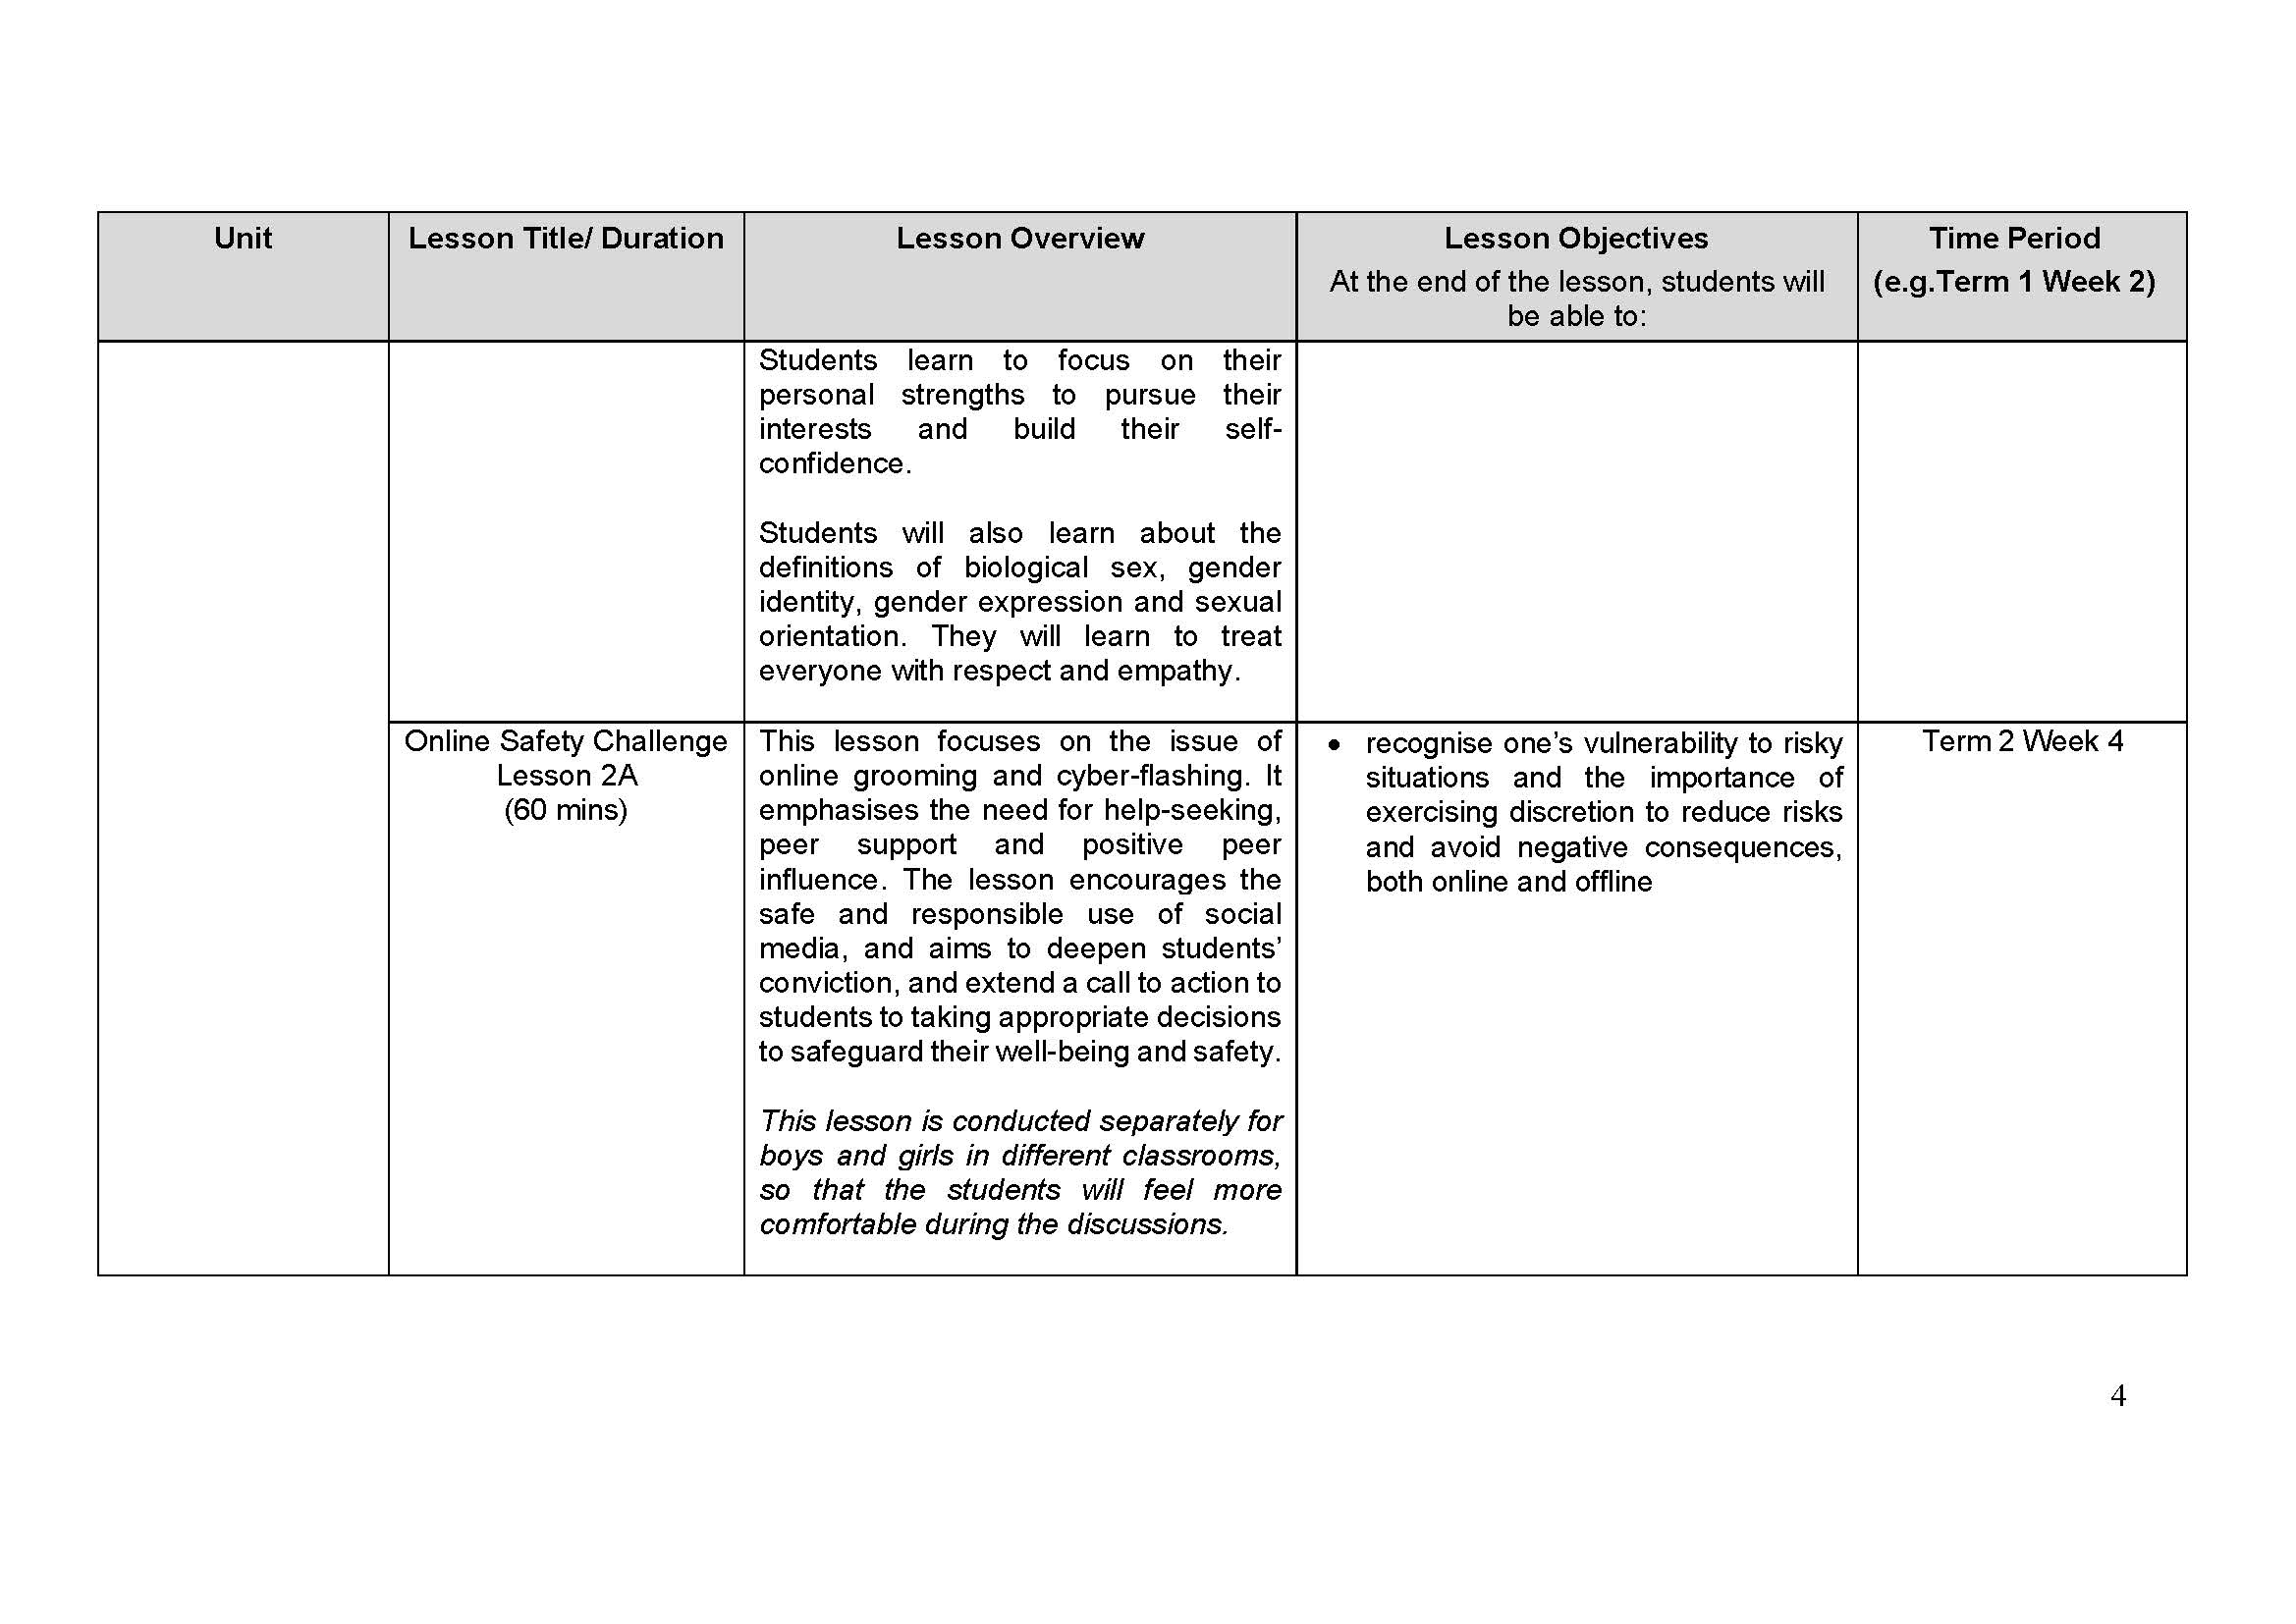 Unit
Lesson Title/ Duration
Lesson Overview
Lesson Objectives
At the end of the lesson, students will
be able to:
Time Period
(e.g.Term 1 Week 2)
Students learn to focus on their
personal strengths to pursue their
interests and build their self-
confidence.
Students will also learn about the
definitions of biological sex, gender
identity, gender expression and sexual
orientation. They will learn to treat
everyone with respect and empathy.
Online Safety Challenge
Lesson 2A
(60 mins)
This lesson focuses on the issue of
online grooming and cyber-flashing. It
emphasises the need for help-seeking,
peer support and positive peer
influence. The lesson encourages the
safe and responsible use of social
media, and aims to deepen students’
conviction, and extend a call to action to
students to taking appropriate decisions
to safeguard their well-being and safety.
This lesson is conducted separately for
boys and girls in different classrooms,
so that the students will feel more
comfortable during the discussions.
• recognise one’s vulnerability to risky
situations and the importance of
exercising discretion to reduce risks
and avoid negative consequences,
both online and offline
Term 2 Week 4
4